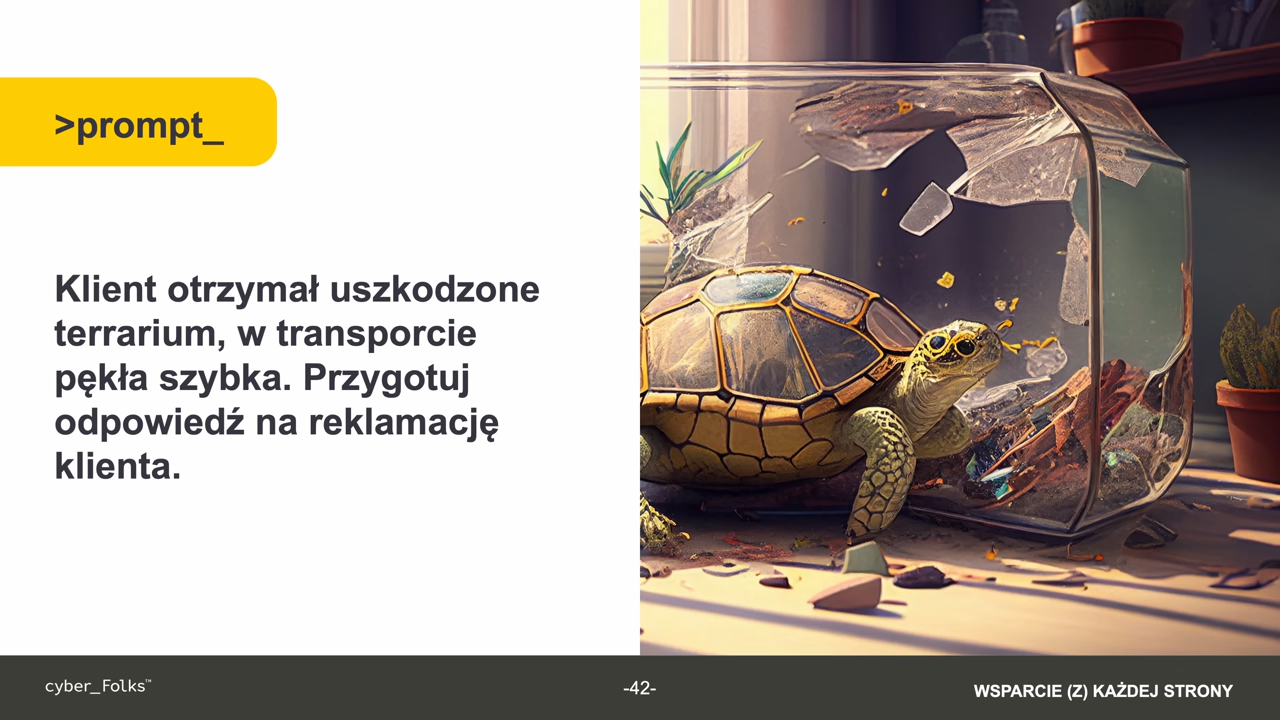 >prompt_
Klient otrzymał uszkodzone
terrarium, w transporcie
pękła szybka. Przygotuj
odpowiedź na reklamację
klienta.
cyber_Folks™
-42-
WSPARCIE (Z) KAŻDEJ STRONY